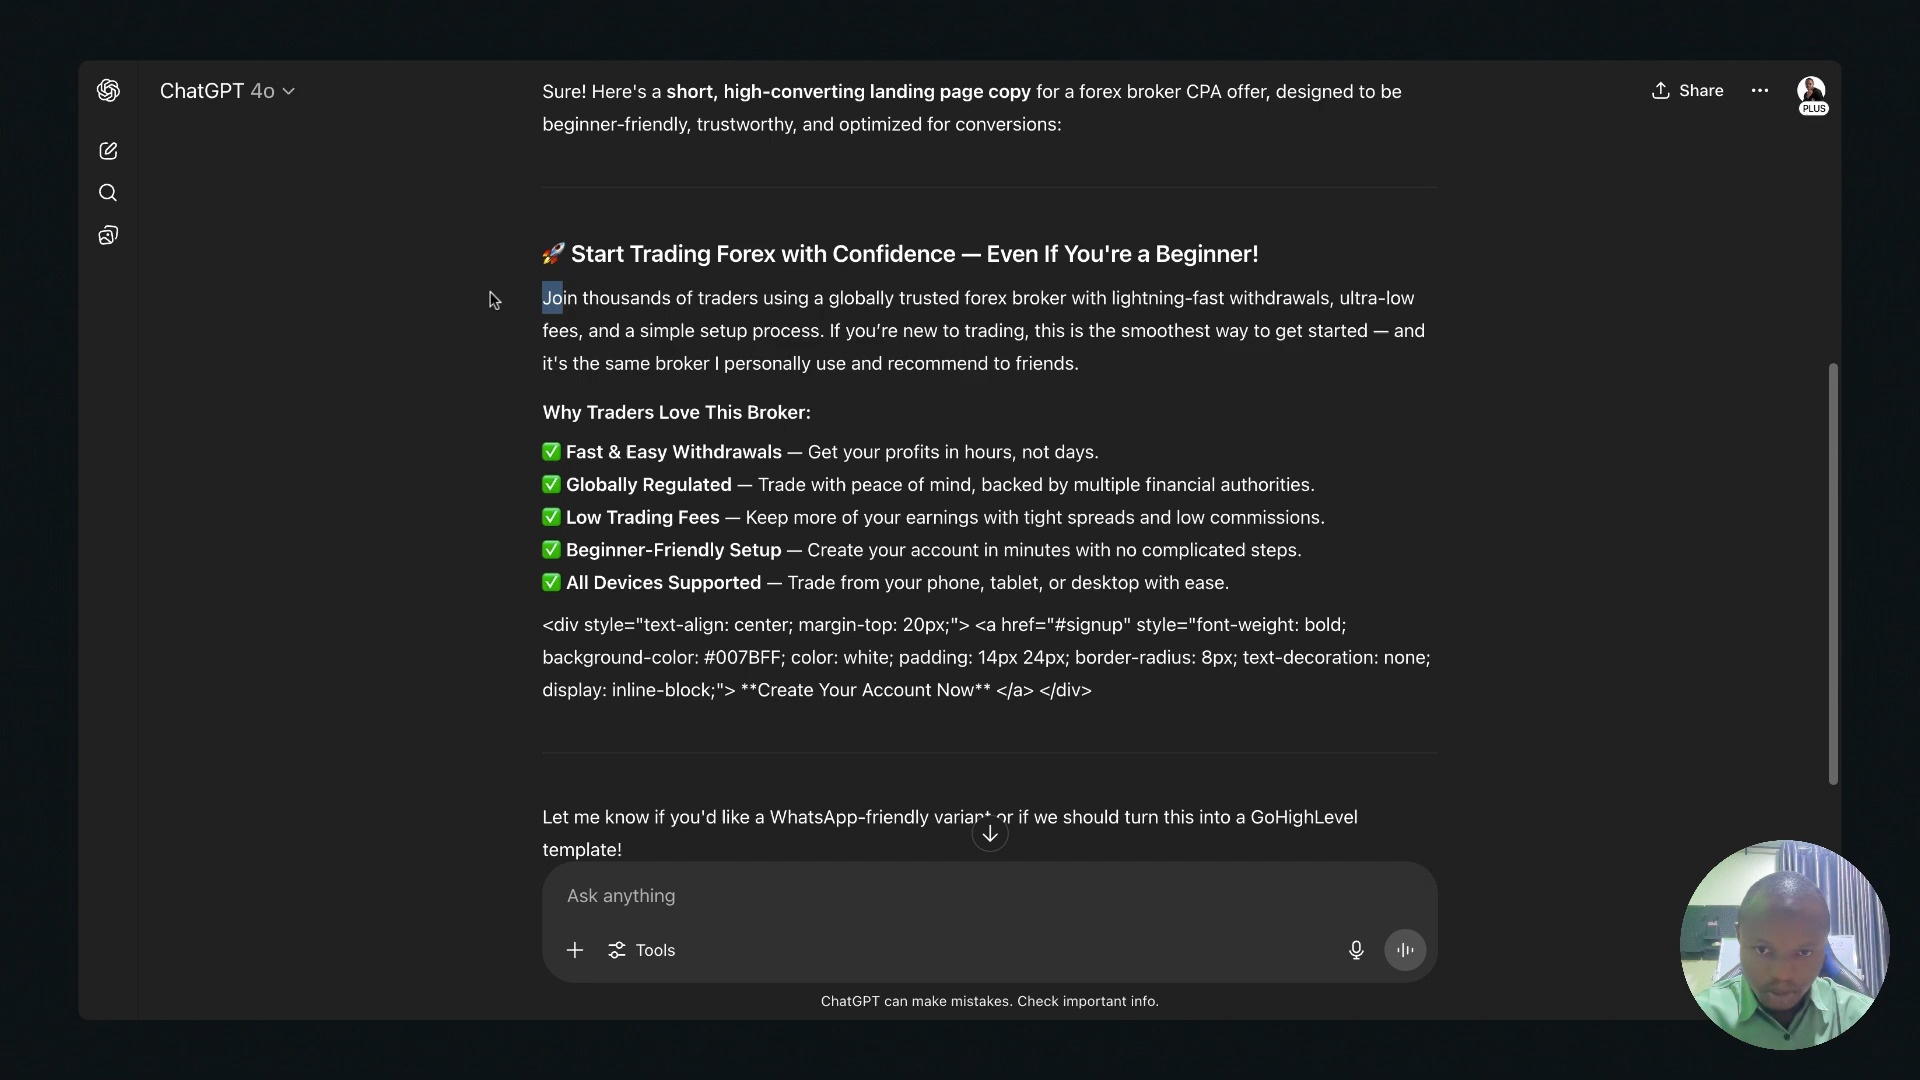 ChatGPT 4o
Share
PLUS
Sure! Here's a short, high-converting landing page copy for a forex broker CPA offer, designed to be
beginner-friendly, trustworthy, and optimized for conversions:
🚀 Start Trading Forex with Confidence — Even If You're a Beginner!
Join thousands of traders using a globally trusted forex broker with lightning-fast withdrawals, ultra-low
fees, and a simple setup process. If you’re new to trading, this is the smoothest way to get started — and
it's the same broker I personally use and recommend to friends.
Why Traders Love This Broker:
✅ Fast & Easy Withdrawals — Get your profits in hours, not days.
✅ Globally Regulated — Trade with peace of mind, backed by multiple financial authorities.
✅ Low Trading Fees — Keep more of your earnings with tight spreads and low commissions.
✅ Beginner-Friendly Setup — Create your account in minutes with no complicated steps.
✅ All Devices Supported — Trade from your phone, tablet, or desktop with ease.
<div style="text-align: center; margin-top: 20px;"> <a href="#signup" style="font-weight: bold;
background-color: #007BFF; color: white; padding: 14px 24px; border-radius: 8px; text-decoration: none;
display: inline-block;"> **Create Your Account Now** </a> </div>
Let me know if you'd like a WhatsApp-friendly variant or if we should turn this into a GoHighLevel
template!
Ask anything
Tools
ChatGPT can make mistakes. Check important info.